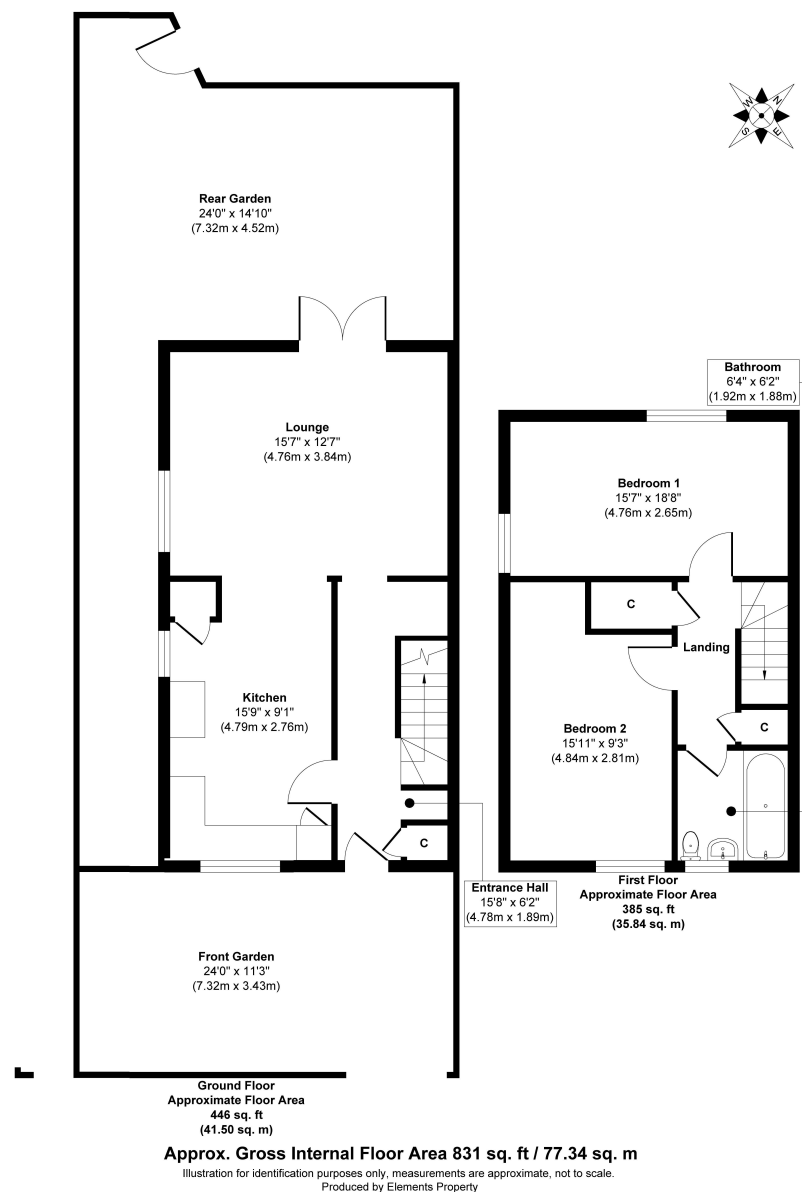 W
N
S
E
Rear Garden
24'0" x 14'10"
(7.32m x 4.52m)
Bathroom
6'4" x 6'2"
(1.92m x 1.88m)
Lounge
15'7" x 12'7"
(4.76m x 3.84m)
Bedroom 1
15'7" x 18'8"
(4.76m x 2.65m)
C
Landing
Kitchen
15'9" x 9'1"
(4.79m x 2.76m)
Bedroom 2
15'11" x 9'3"
(4.84m x 2.81m)
C
C
Entrance Hall
15'8" x 6'2"
(4.78m x 1.89m)
First Floor
Approximate Floor Area
385 sq. ft
(35.84 sq. m)
Front Garden
24'0" x 11'3"
(7.32m x 3.43m)
Ground Floor
Approximate Floor Area
446 sq. ft
(41.50 sq. m)
Approx. Gross Internal Floor Area 831 sq. ft / 77.34 sq. m
Illustration for identification purposes only, measurements are approximate, not to scale.
Produced by Elements Property